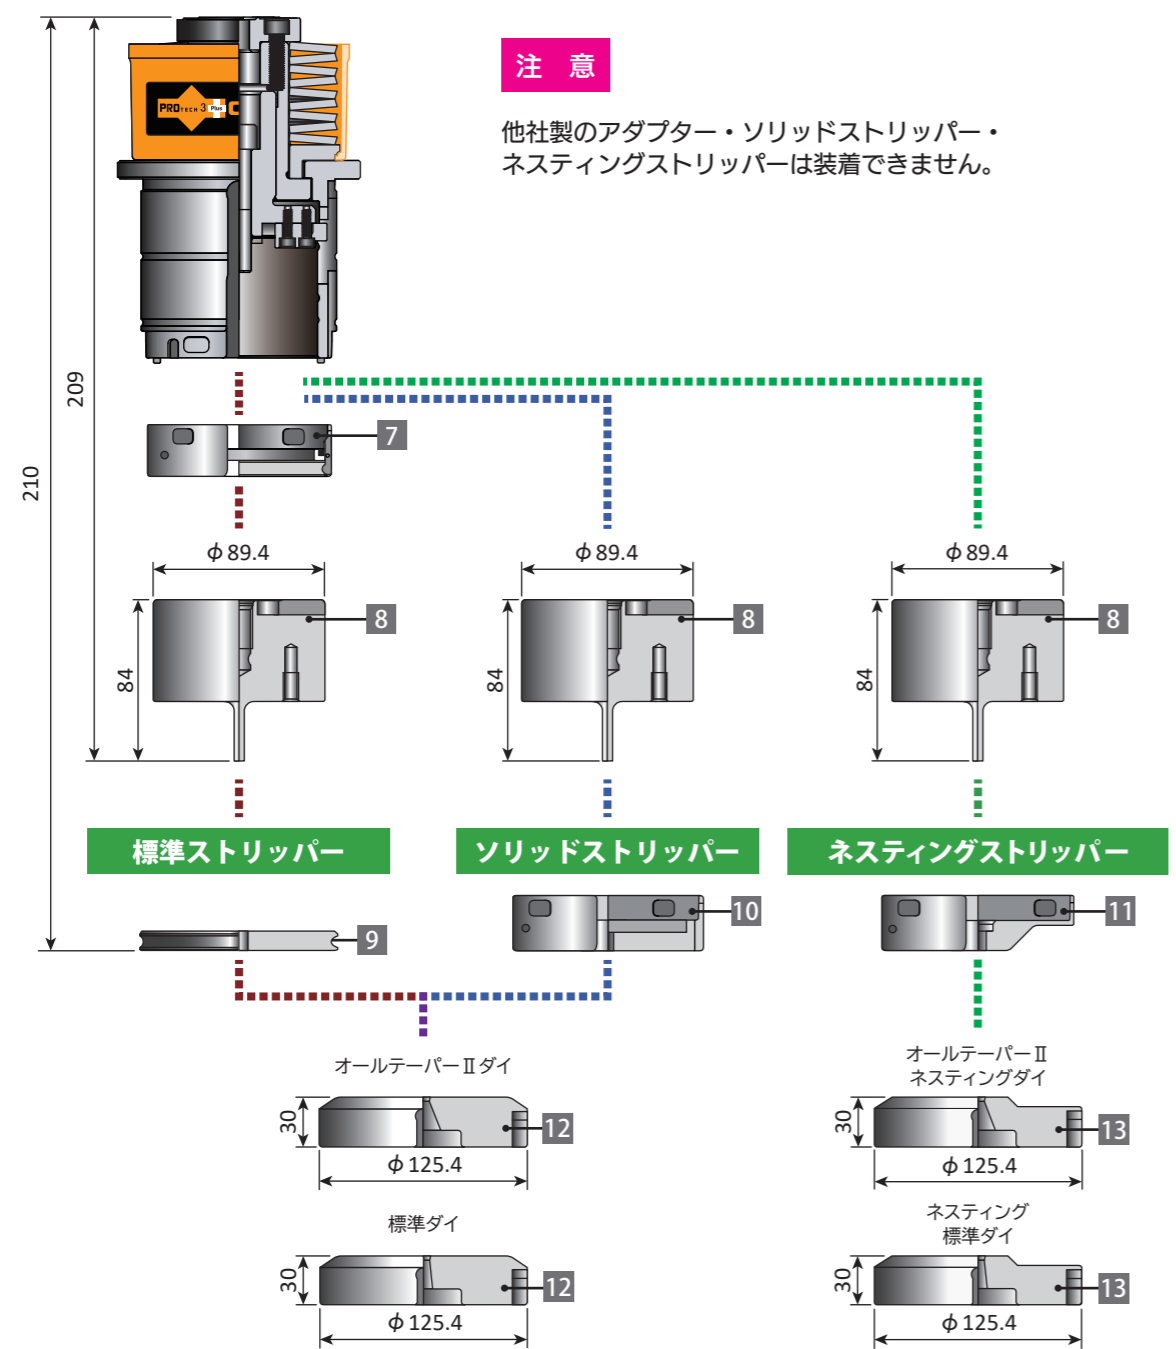 注 意
他社製のアダプター・ソリッドストリッパー・
ネスティングストリッパーは装着できません。
PROTECH 3 Plus
209
210
7
φ89.4
φ89.4
φ89.4
8
8
8
84
84
84
標準ストリッパー
ソリッドストリッパー
ネスティングストリッパー
9
10
11
オールテーパーⅡダイ
オールテーパーⅡ
ネスティングダイ
30
12
φ125.4
30
13
φ125.4
標準ダイ
ネスティング
標準ダイ
30
12
φ125.4
30
13
φ125.4